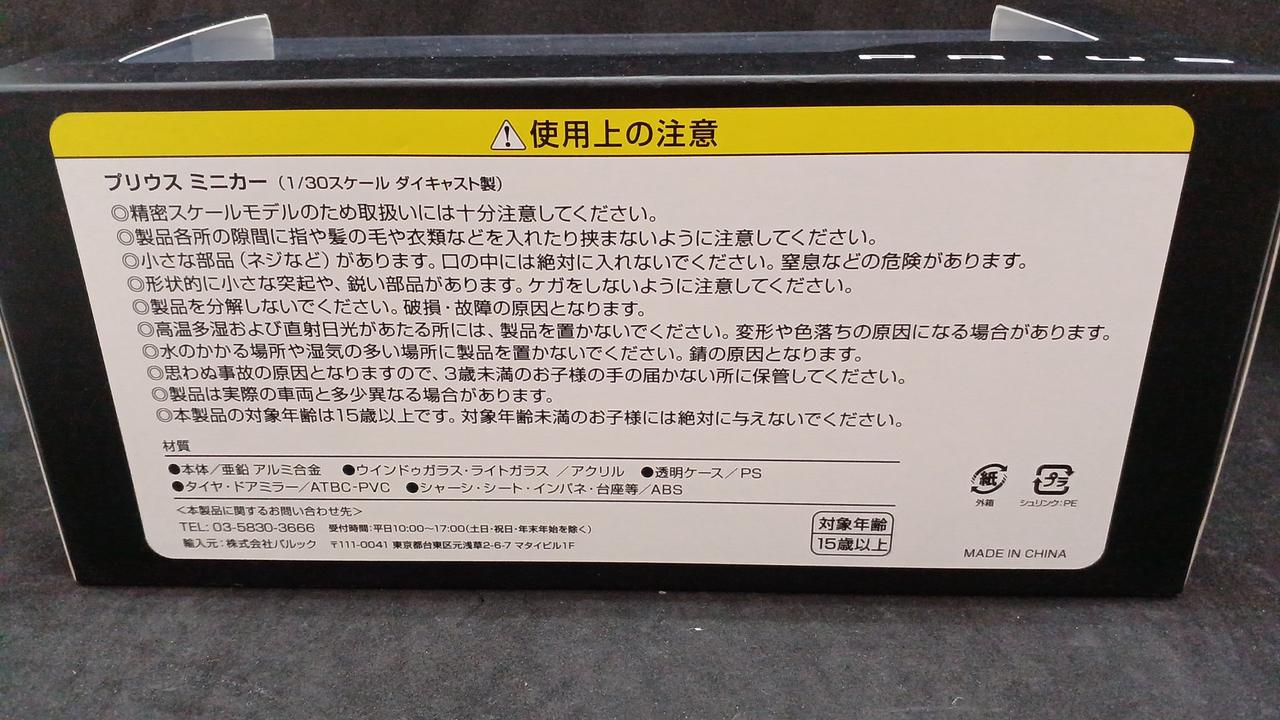 PRIUS
使用上の注意
プリウス ミニカー（1/30スケール ダイキャスト製）
◎精密スケールモデルのため取扱いには十分注意してください。
◎製品各所の隙間に指や髪の毛や衣類などを入れたり挟まないように注意してください。
◎小さな部品（ネジなど）があります。口の中には絶対に入れないでください。窒息などの危険があります。
◎形状的に小さな突起や、鋭い部品があります。ケガをしないように注意してください。
◎製品を分解しないでください。破損・故障の原因となります。
◎高温多湿および直射日光があたる所には、製品を置かないでください。変形や色落ちの原因になる場合があります。
◎水のかかる場所や湿気の多い場所に製品を置かないでください。錆の原因となります。
◎思わぬ事故の原因となりますので、3歳未満のお子様の手の届かない所に保管してください。
◎製品は実際の車両と多少異なる場合があります。
◎本製品の対象年齢は15歳以上です。対象年齢未満のお子様には絶対に与えないでください。
材質
●本体／亜鉛 アルミ合金 ●ウインドゥガラス・ライトガラス ／アクリル ●透明ケース／PS
●タイヤ・ドアミラー／ATBC-PVC ●シャーシ・シート・インパネ・台座等／ABS
＜本製品に関するお問い合わせ先＞
TEL: 03-5830-3666 受付時間:平日10:00〜17:00(土日・祝日・年末年始を除く)
輸入元：株式会社バルック 〒111-0041 東京都台東区元浅草2-6-7 マタイビル1F
対象年齢
15歳以上
紙
外箱
プラ
シュリンク：PE
MADE IN CHINA